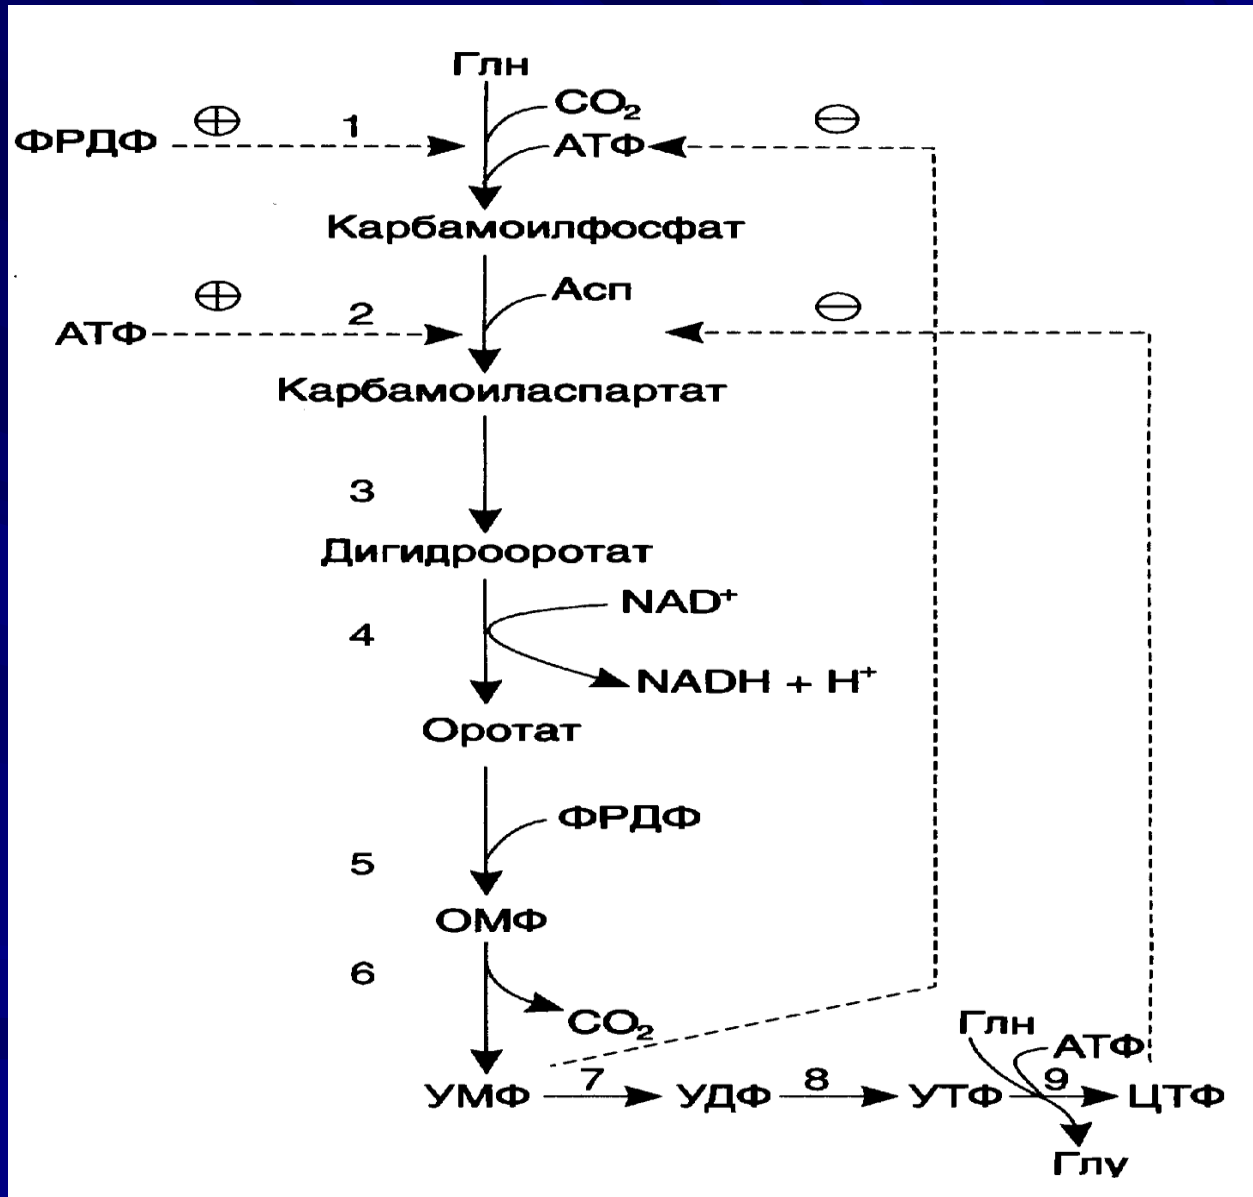 Глн
CO₂
ФРДФ ⊕ 1 АТФ ⊖
Карбамоилфосфат
⊕ Асп ⊖
АТФ 2
Карбамоиласпартат
3
Дигидрооротат
NAD⁺
4
NADH + H⁺
Оротат
ФРДФ
5
ОМФ
6
CO₂
Глн
АТФ
УМФ 7 УДФ 8 УТФ 9 ЦТФ
Глу